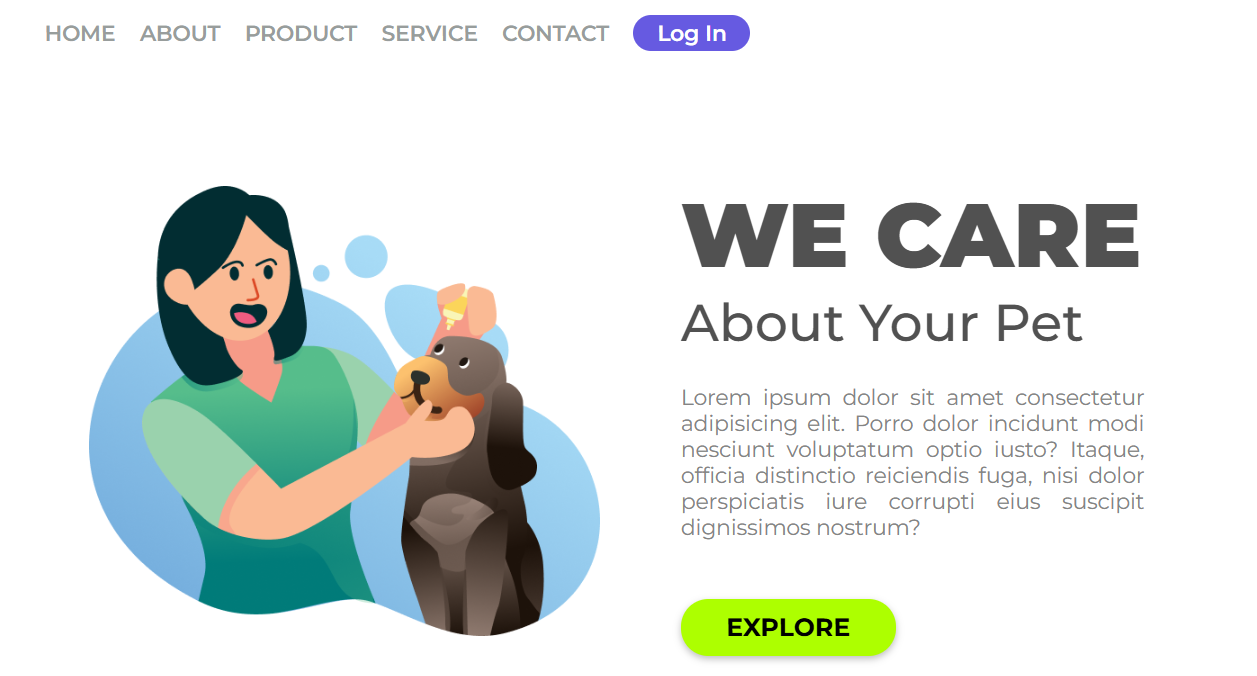 HOME ABOUT PRODUCT SERVICE CONTACT Log In
WE CARE
About Your Pet
Lorem ipsum dolor sit amet consectetur
adipisicing elit. Porro dolor incidunt modi
nesciunt voluptatum optio iusto? Itaque,
officia distinctio reiciendis fuga, nisi dolor
perspiciatis iure corrupti eius suscipit
dignissimos nostrum?
EXPLORE